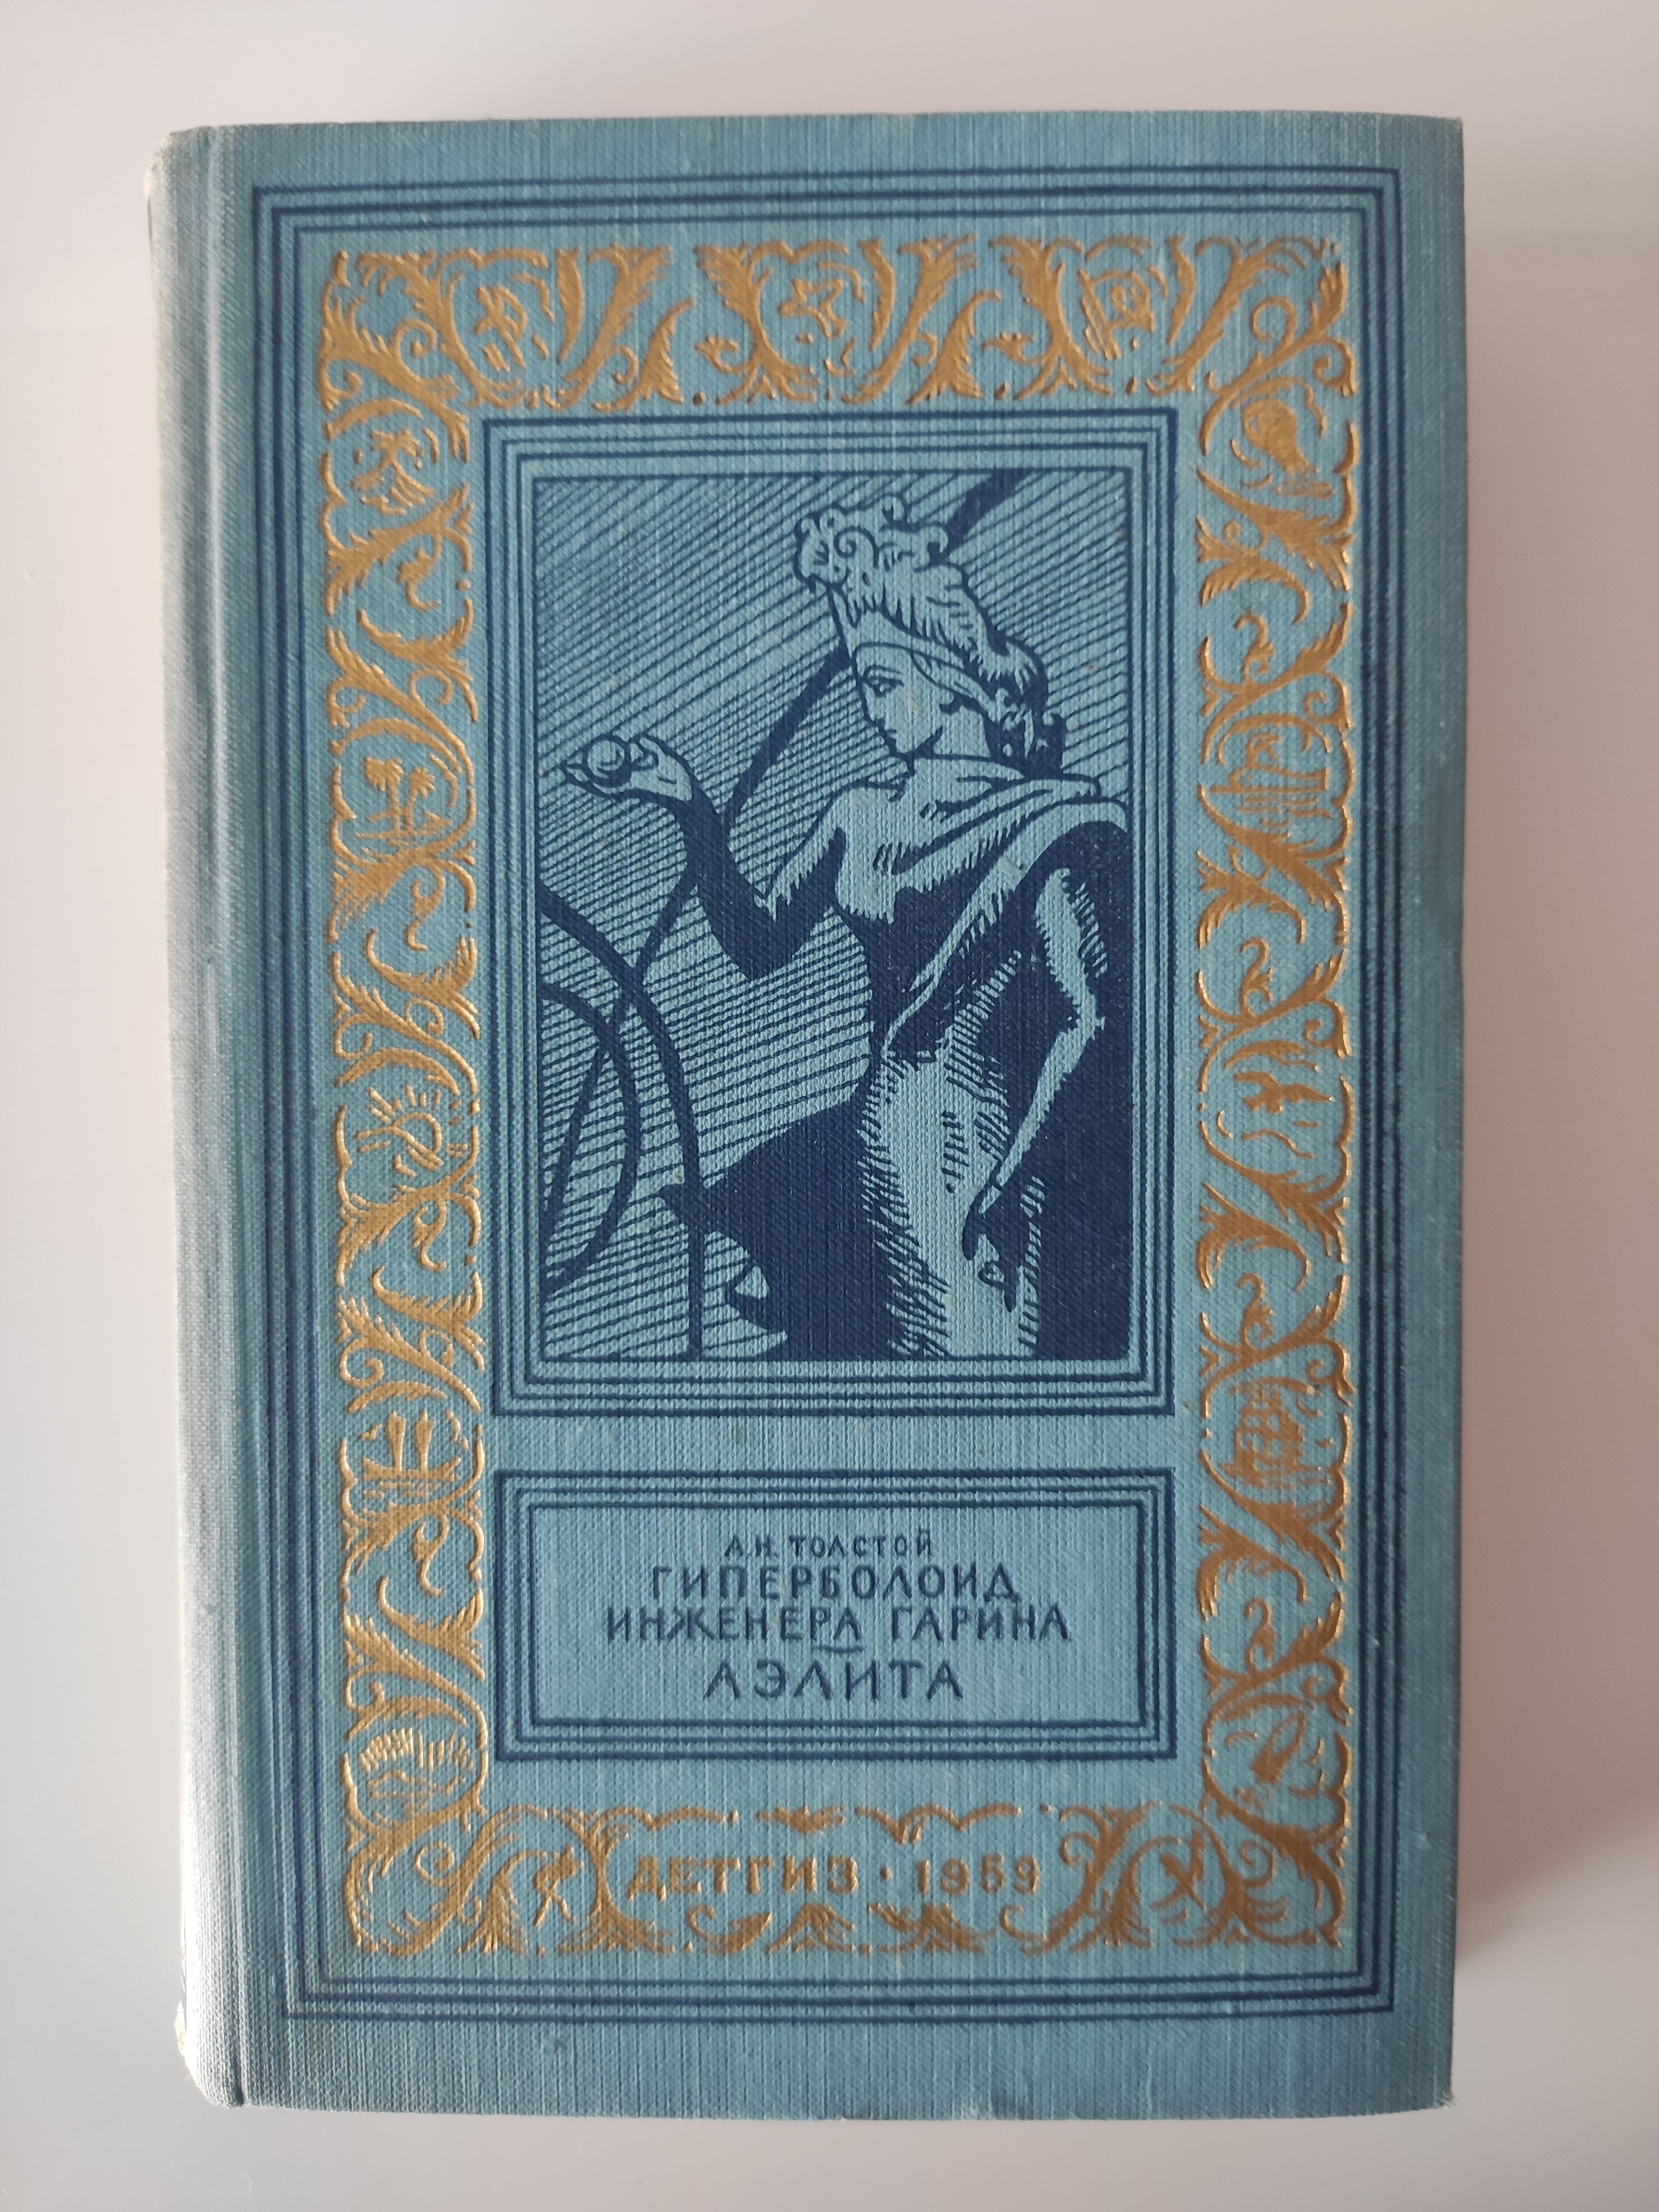 А.Н. ТОЛСТОЙ
ГИПЕРБОЛОИД
ИНЖЕНЕРА ГАРИНА
АЭЛИТА
ДЕТГИЗ · 1959